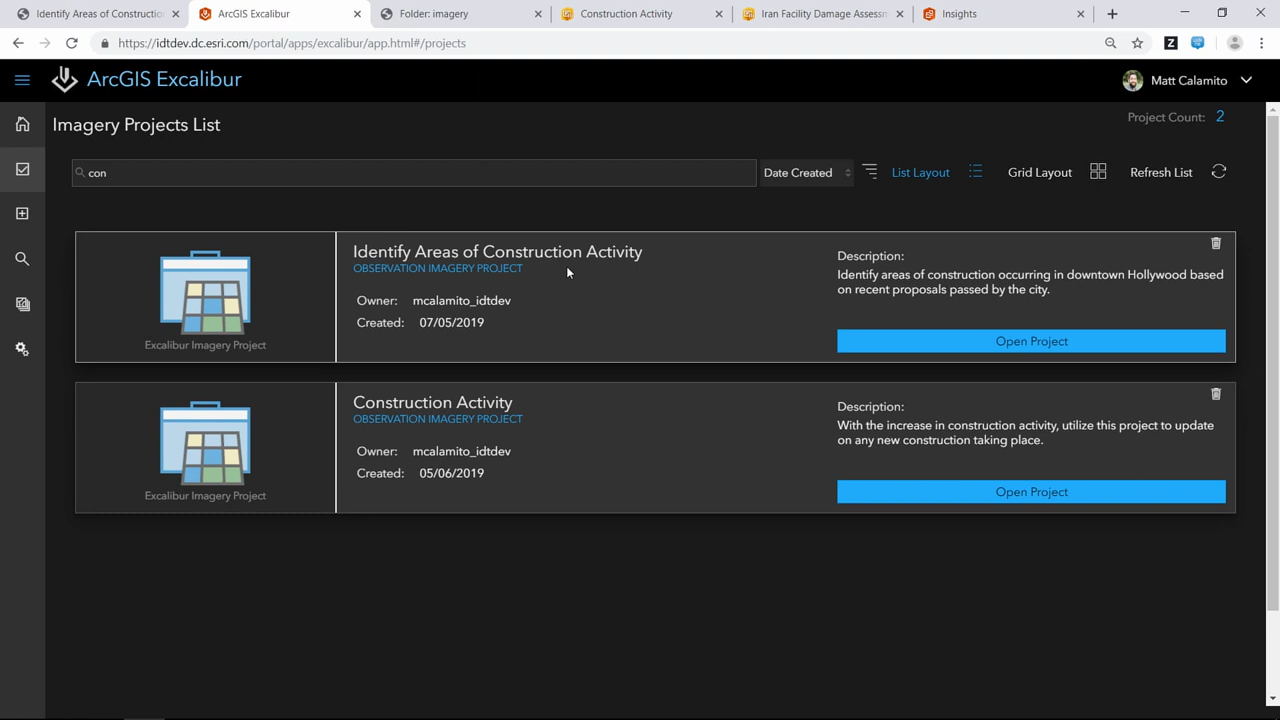 Identify Areas of Constructio
ArcGIS Excalibur
Folder: imagery
Construction Activity
Iran Facility Damage Assessm
Insights
https://idtdev.dc.esri.com/portal/apps/excalibur/app.html#/projects
Z
ArcGIS Excalibur
Matt Calamito
Imagery Projects List
Project Count: 2
con
Date Created
List Layout
Grid Layout
Refresh List
Identify Areas of Construction Activity
OBSERVATION IMAGERY PROJECT
Owner: mcalamito_idtdev
Created: 07/05/2019
Excalibur Imagery Project
Description:
Identify areas of construction occurring in downtown Hollywood based
on recent proposals passed by the city.
Open Project
Construction Activity
OBSERVATION IMAGERY PROJECT
Owner: mcalamito_idtdev
Created: 05/06/2019
Excalibur Imagery Project
Description:
With the increase in construction activity, utilize this project to update
on any new construction taking place.
Open Project